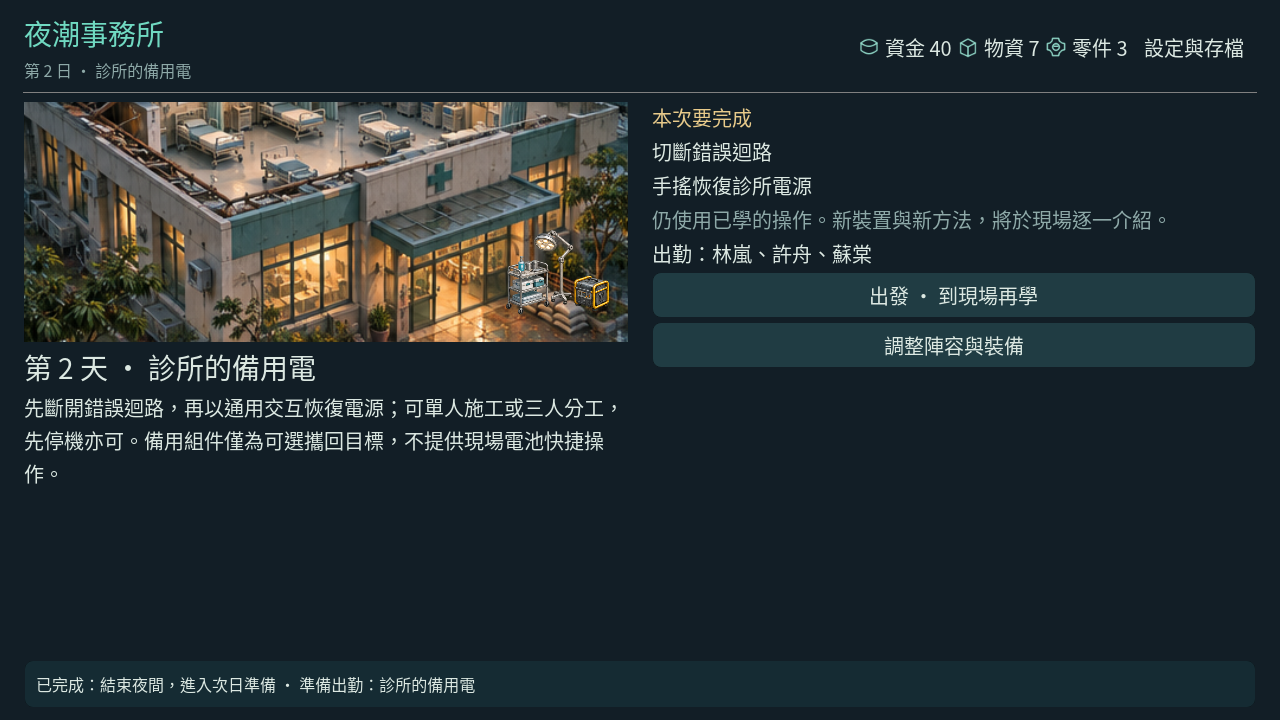 夜潮事務所
第 2 日 · 診所的備用電
資金 40
物資 7
零件 3
設定與存檔
本次要完成
切斷錯誤迴路
手搖恢復診所電源
仍使用已學的操作。新裝置與新方法，將於現場逐一介紹。
出勤：林嵐、許舟、蘇棠
出發 · 到現場再學
調整陣容與裝備
第 2 天 · 診所的備用電
先斷開錯誤迴路，再以通用交互恢復電源；可單人施工或三人分工，
先停機亦可。備用組件僅為可選攜回目標，不提供現場電池快捷操
作。
已完成：結束夜間，進入次日準備 · 準備出勤：診所的備用電